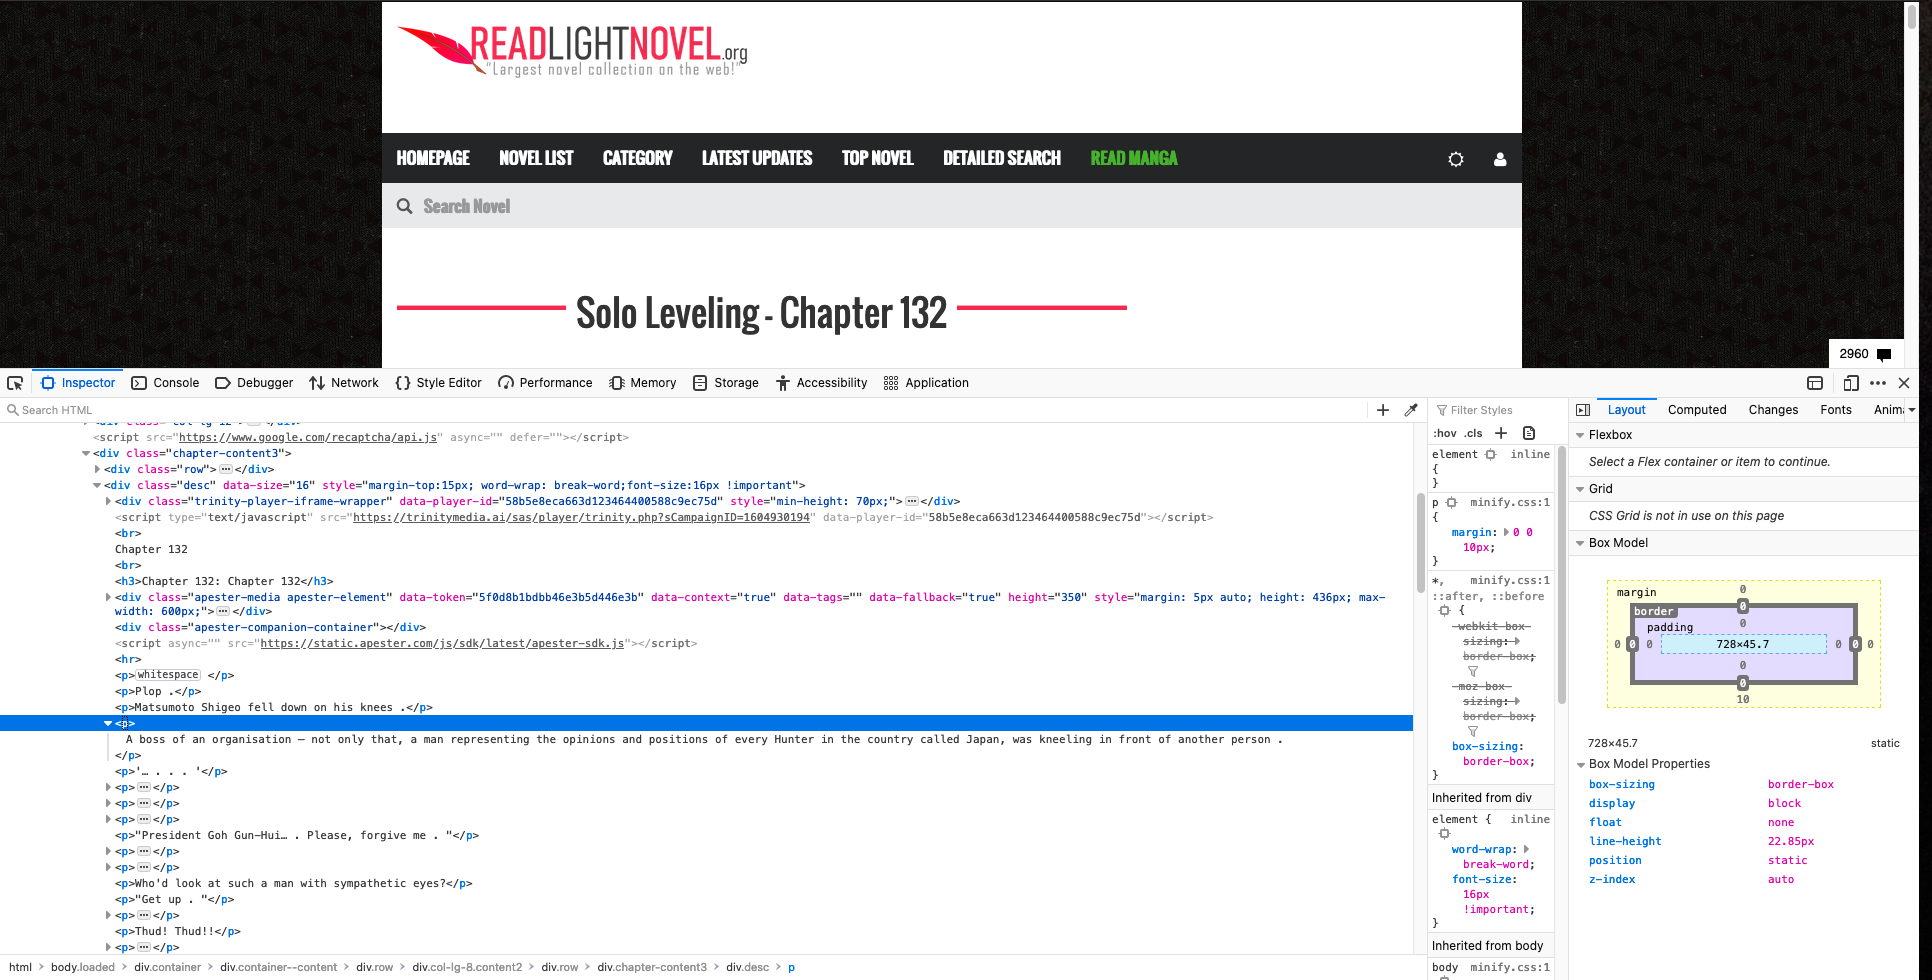 READLIGHTNOVEL.org
"Largest novel collection on the web!"
HOMEPAGE NOVEL LIST CATEGORY LATEST UPDATES TOP NOVEL DETAILED SEARCH READ MANGA
Search Novel
Solo Leveling - Chapter 132
2960
Inspector Console Debugger Network Style Editor Performance Memory Storage Accessibility Application
Search HTML
<script src="https://www.google.com/recaptcha/api.js" async="" defer=""></script>
<div class="chapter-content3">
<div class="row"></div>
<div class="desc" data-size="16" style="margin-top:15px; word-wrap: break-word;font-size:16px !important">
<div class="trinity-player-iframe-wrapper" data-player-id="58b5e8eca663d123464400588c9ec75d" style="min-height: 70px;"></div>
<script type="text/javascript" src="https://trinitymedia.ai/sas/player/trinity.php?sCampaignID=1604930194" data-player-id="58b5e8eca663d123464400588c9ec75d"></script>
<br>
Chapter 132
<br>
<h3>Chapter 132: Chapter 132</h3>
<div class="apester-media apester-element" data-token="5f0d8b1bdbb46e3b5d446e3b" data-context="true" data-tags="" data-fallback="true" height="350" style="margin: 5px auto; height: 436px; max-
width: 600px;"></div>
<div class="apester-companion-container"></div>
<script async="" src="https://static.apester.com/js/sdk/latest/apester-sdk.js"></script>
<hr>
<p>whitespace </p>
<p>Plop .</p>
<p>Matsumoto Shigeo fell down on his knees .</p>
A boss of an organisation – not only that, a man representing the opinions and positions of every Hunter in the country called Japan, was kneeling in front of another person .
</p>
<p>'… . . . '</p>
<p></p>
<p></p>
<p></p>
<p>"President Goh Gun-Hui… . Please, forgive me . "</p>
<p></p>
<p></p>
<p>Who'd look at such a man with sympathetic eyes?</p>
<p>"Get up . "</p>
<p></p>
<p>Thud! Thud!!</p>
<p></p>
html body.loaded div.container div.container--content div.row div.col-lg-8.content2 div.row div.chapter-content3 div.desc p
Filter Styles
:hov .cls
element inline
{
}
p minify.css:1
{
margin: 0 0
10px;
}
*, minify.css:1
::after, ::before
{
-webkit-box-
sizing:
border-box;
-moz-box-
sizing:
border-box;
box-sizing:
border-box;
}
Inherited from div
element { inline
word-wrap:
break-word;
font-size:
16px
!important;
}
Inherited from body
body minify.css:1
Layout Computed Changes Fonts Anima
Flexbox
Select a Flex container or item to continue.
Grid
CSS Grid is not in use on this page
Box Model
margin 0
border 0
padding 0
0 0 0 728×45.7 0 0 0
0
0
10
728×45.7 static
Box Model Properties
box-sizing border-box
display block
float none
line-height 22.85px
position static
z-index auto